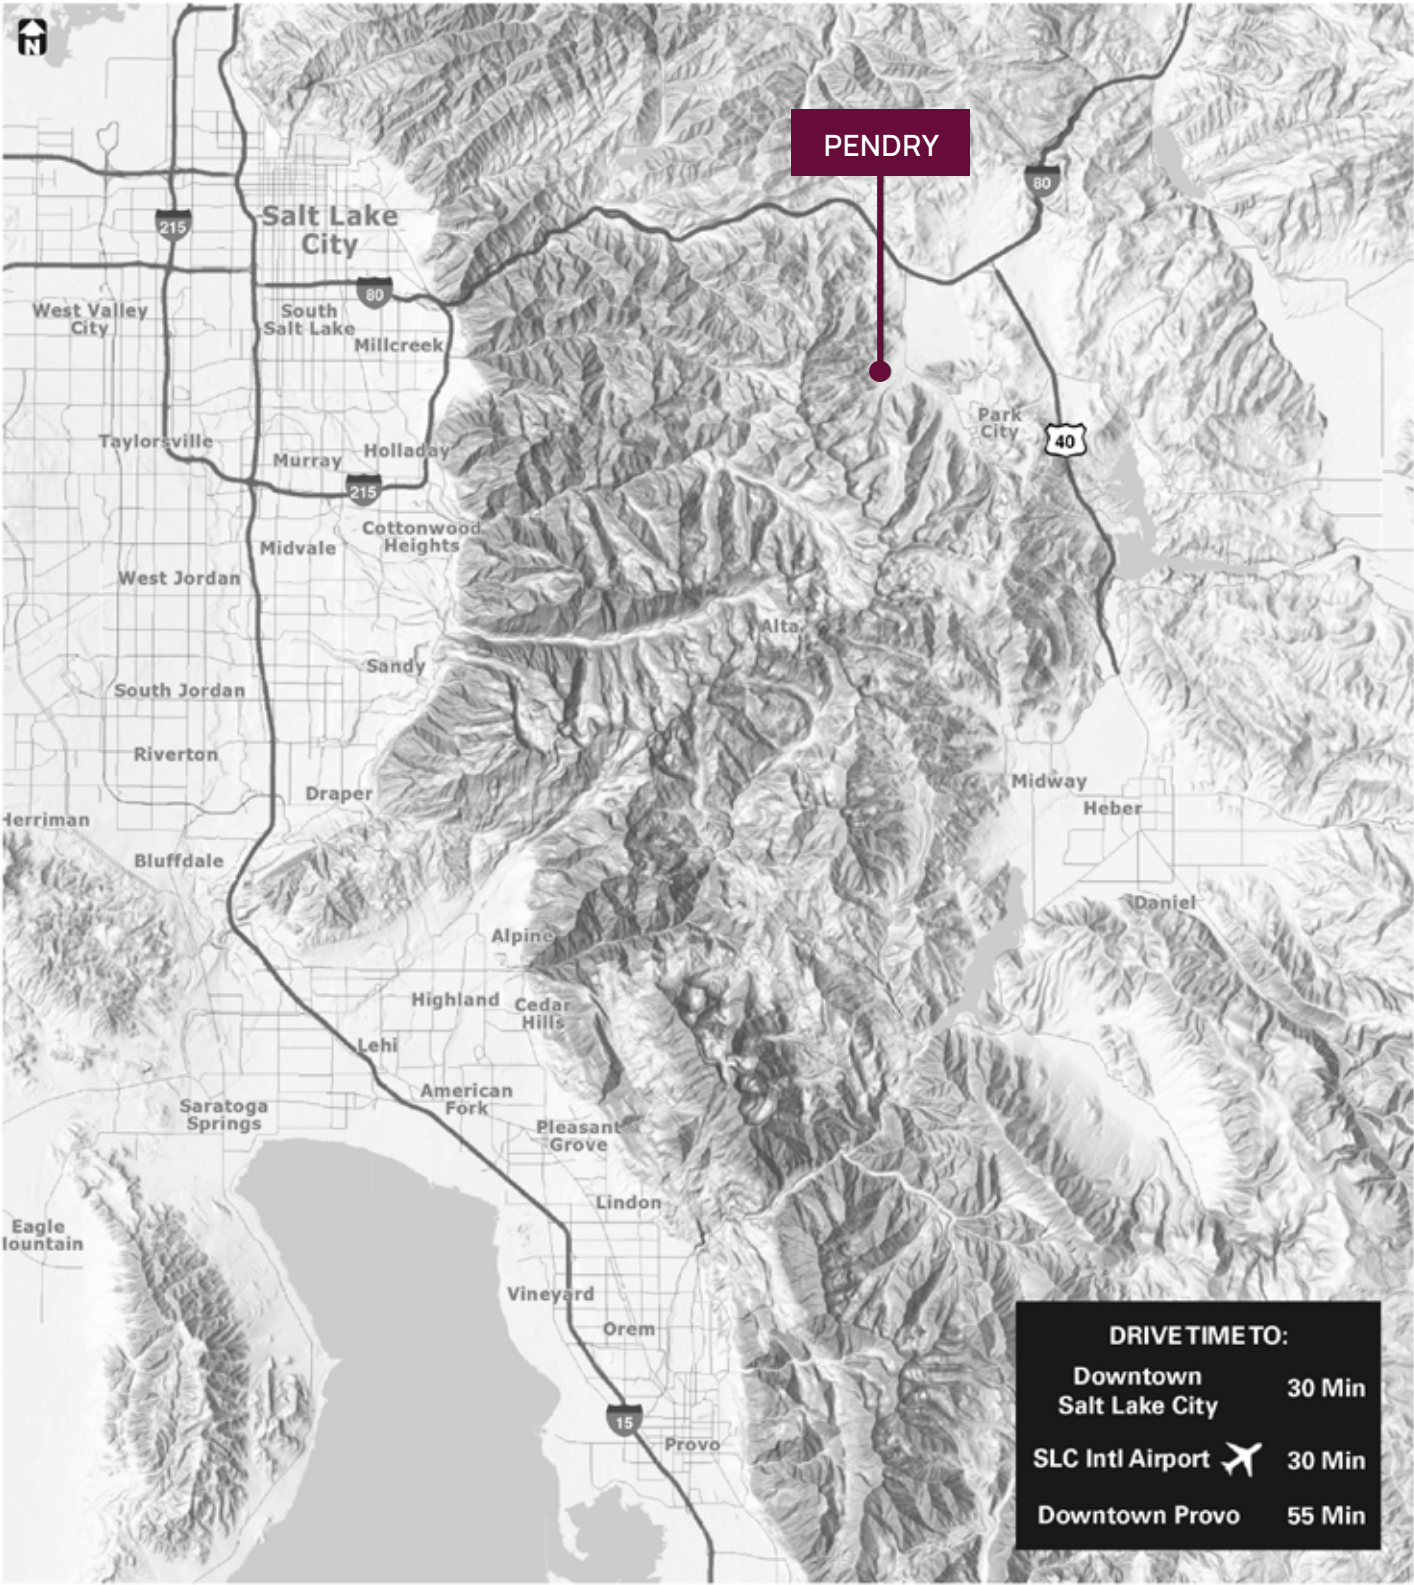 N
PENDRY
80
215
Salt Lake
City
80
West Valley
City
South
Salt Lake
Millcreek
Park
City
40
Taylorsville
Murray
Holladay
215
Cottonwood
Heights
Midvale
West Jordan
Alta
Sandy
South Jordan
Riverton
Midway
Draper
Heber
Herriman
Bluffdale
Daniel
Alpine
Highland
Cedar
Hills
Lehi
American
Fork
Saratoga
Springs
Pleasant
Grove
Lindon
Eagle
Mountain
Vineyard
Orem
15
Provo
DRIVE TIME TO:
Downtown
Salt Lake City
30 Min
SLC Intl Airport
30 Min
Downtown Provo
55 Min